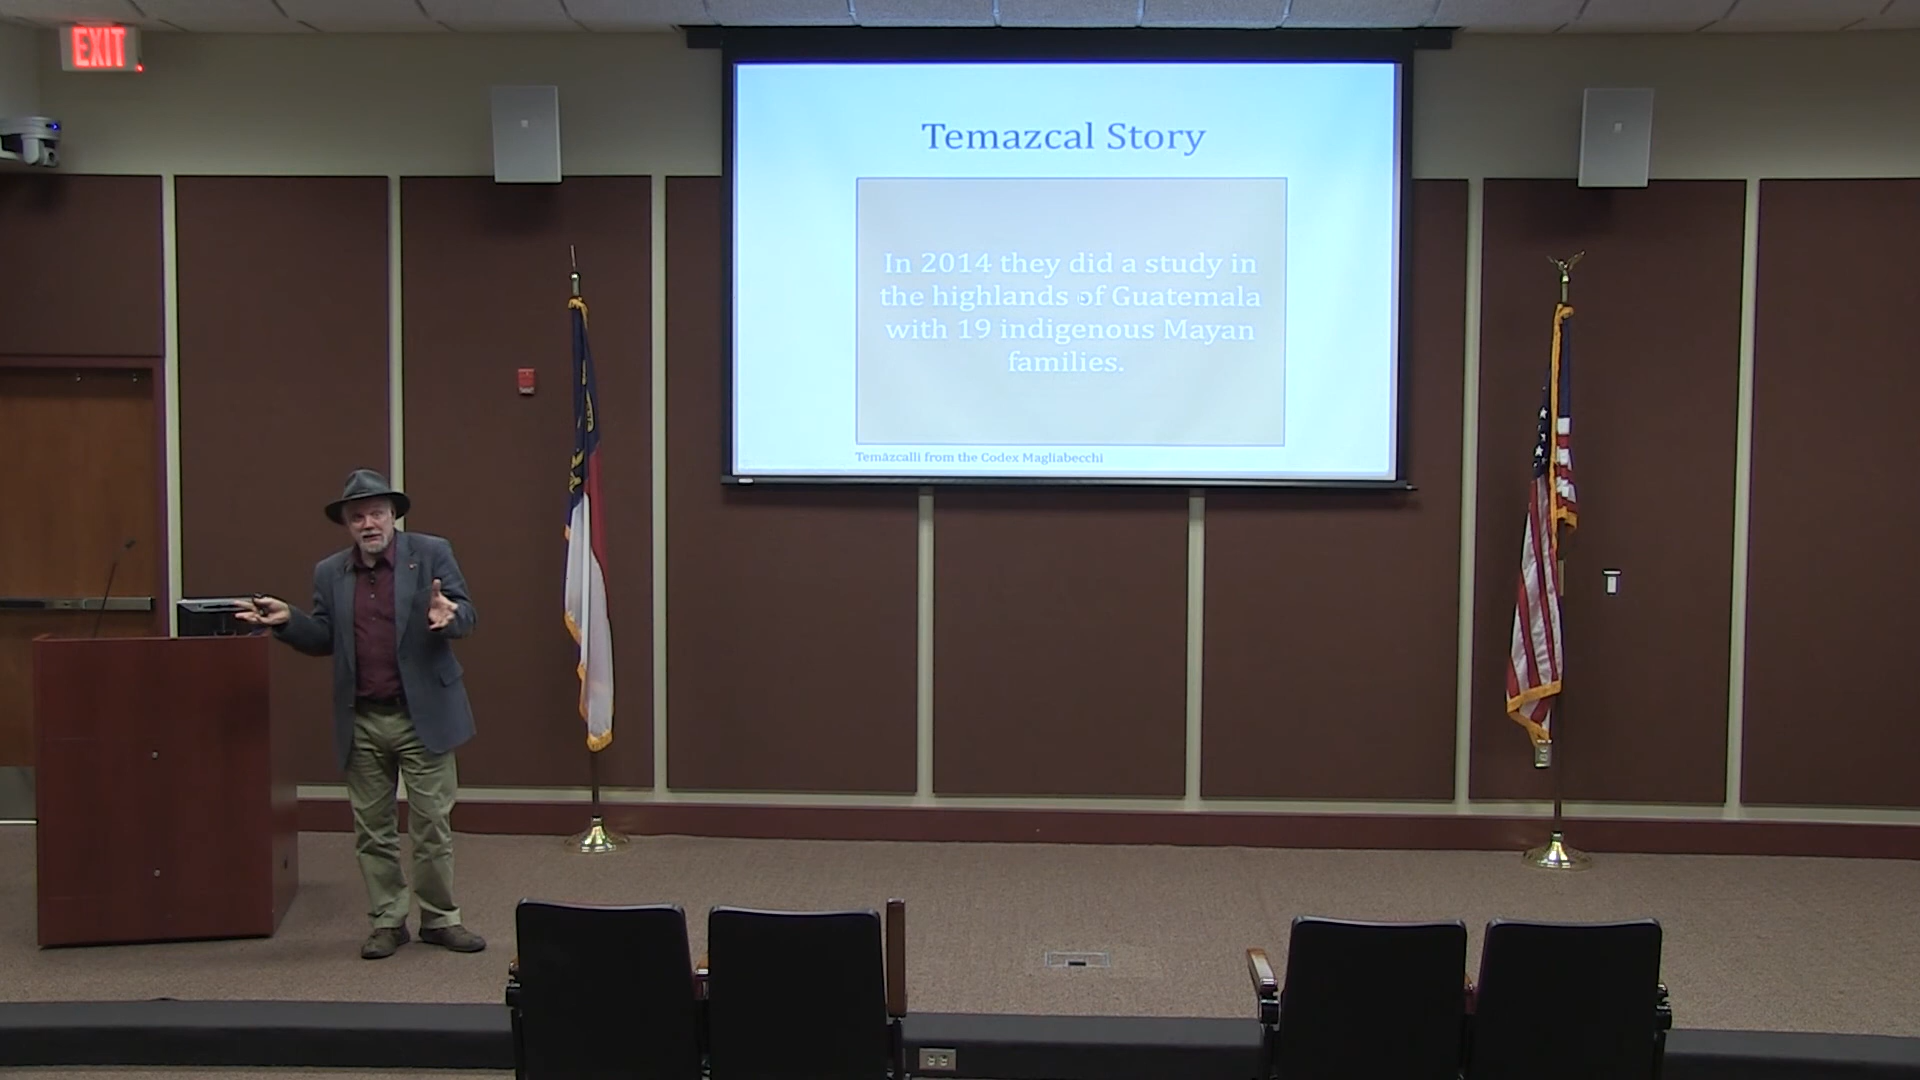 EXIT
Temazcal Story
In 2014 they did a study in
the highlands of Guatemala
with 19 indigenous Mayan
families.
Temāzcalli from the Codex Magliabecchi